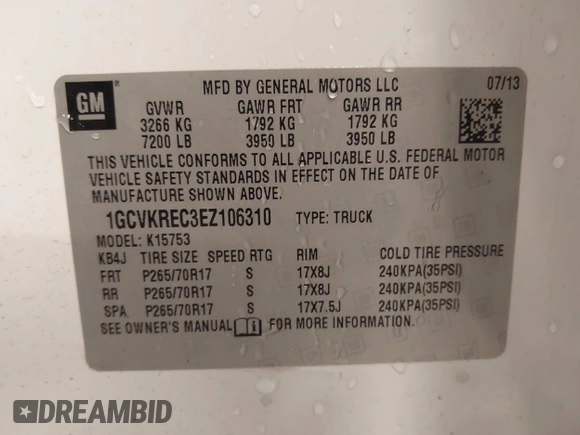 GM
MFD BY GENERAL MOTORS LLC 07/13
GVWR GAWR FRT GAWR RR
3266 KG 1792 KG 1792 KG
7200 LB 3950 LB 3950 LB
THIS VEHICLE CONFORMS TO ALL APPLICABLE U.S. FEDERAL MOTOR
VEHICLE SAFETY STANDARDS IN EFFECT ON THE DATE OF
MANUFACTURE SHOWN ABOVE.
1GCVKREC3EZ106310 TYPE: TRUCK
MODEL: K15753
KB4J TIRE SIZE SPEED RTG RIM COLD TIRE PRESSURE
FRT P265/70R17 S 17X8J 240KPA(35PSI)
RR P265/70R17 S 17X8J 240KPA(35PSI)
SPA P265/70R17 S 17X7.5J 240KPA(35PSI)
SEE OWNER'S MANUAL FOR MORE INFORMATION
DREAMBID